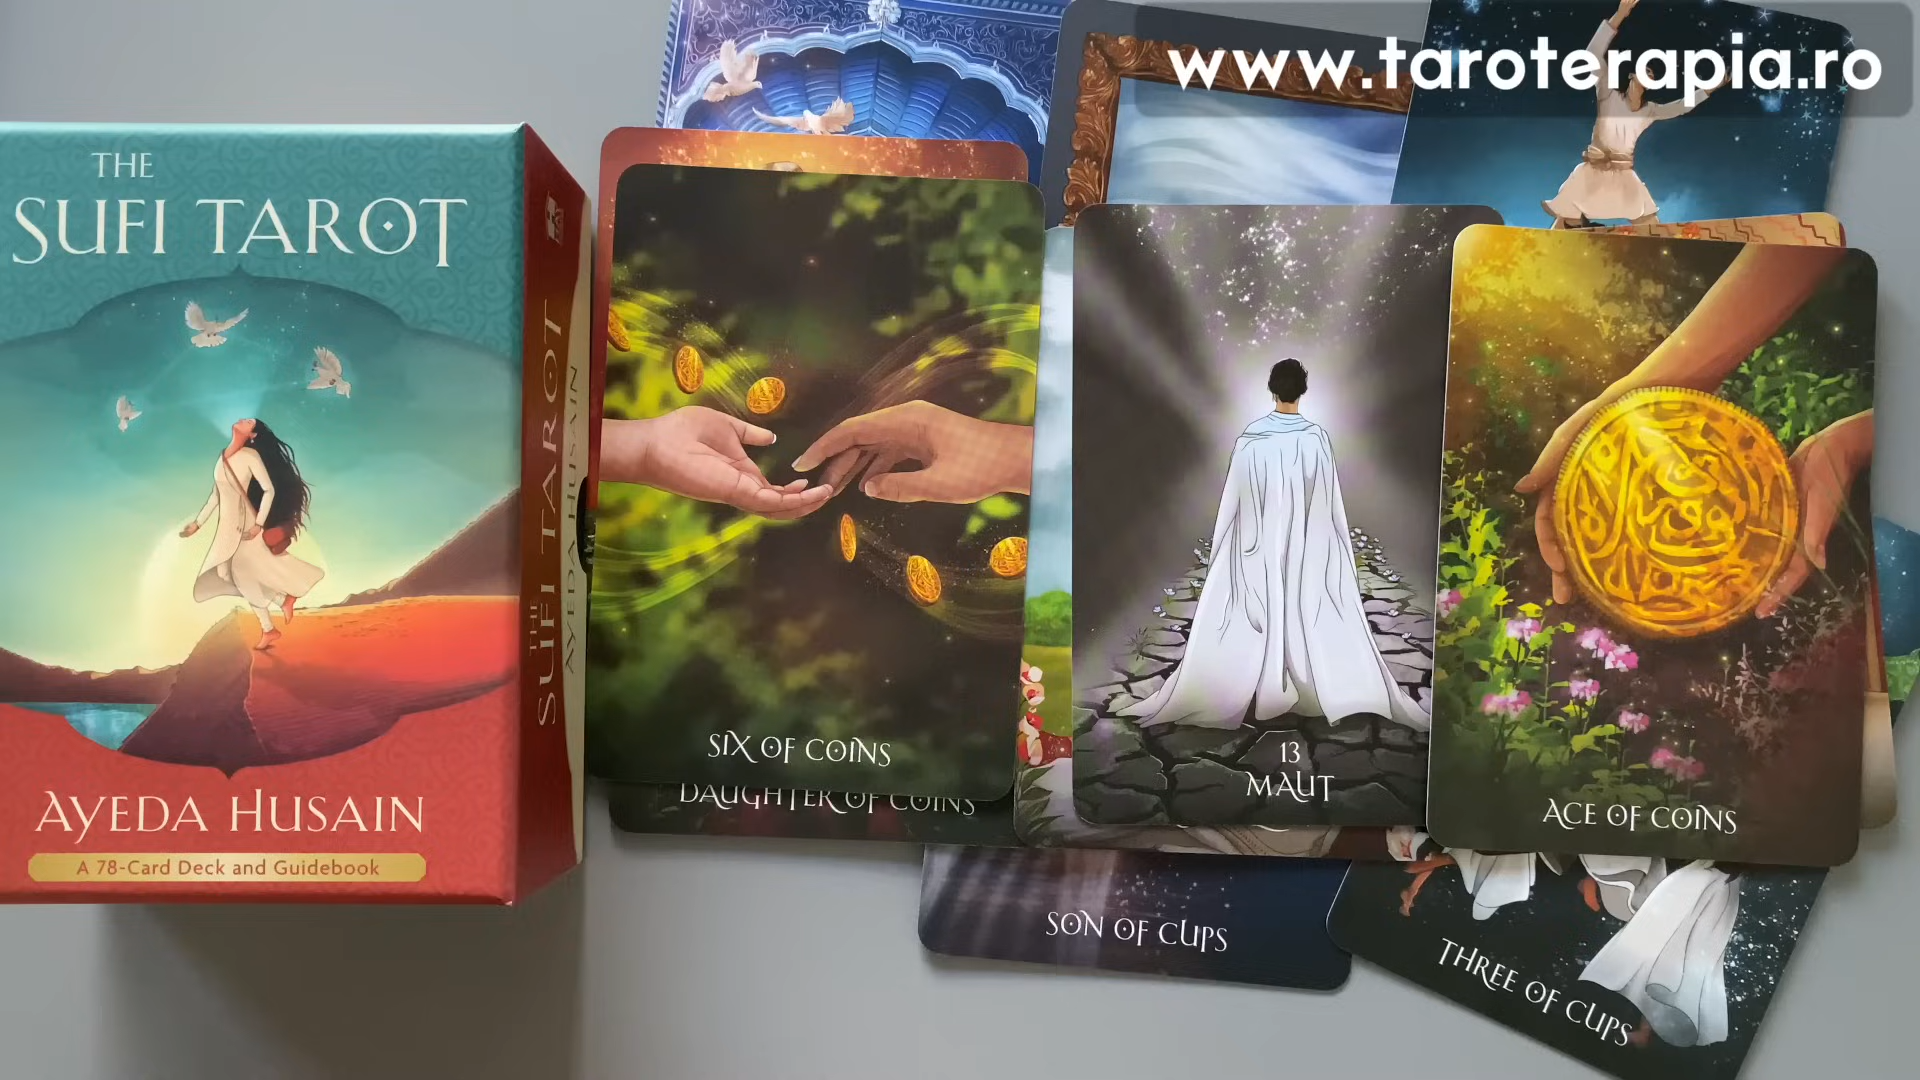 www.taroterapia.ro
THE
SUFI TAROT
AYEDA HUSAIN
A 78-Card Deck and Guidebook
THE SUFI TAROT
AYEDA HUSAIN
SIX OF COINS
DAUGHTER OF COINS
13
MAUT
ACE OF COINS
SON OF CUPS
THREE OF CUPS